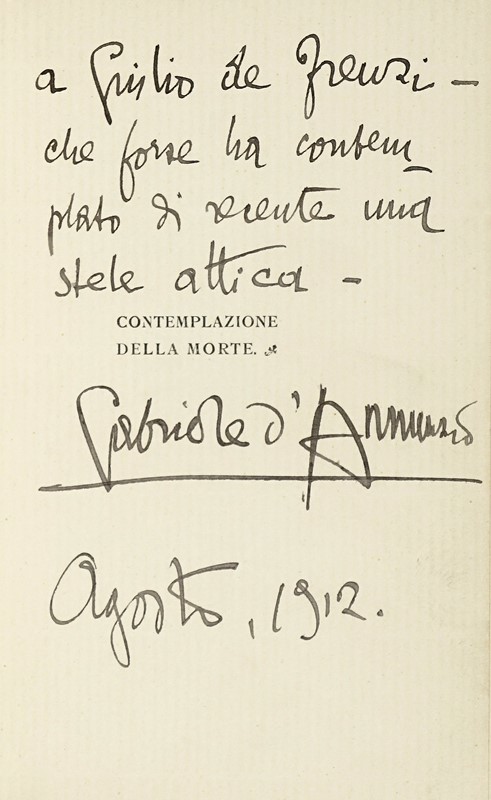 a Giulio de Frenzi —
che forse ha contem_
plato di recente una
stele attica —
CONTEMPLAZIONE
DELLA MORTE.
Gabriele d'Annunzio
Agosto, 1912.